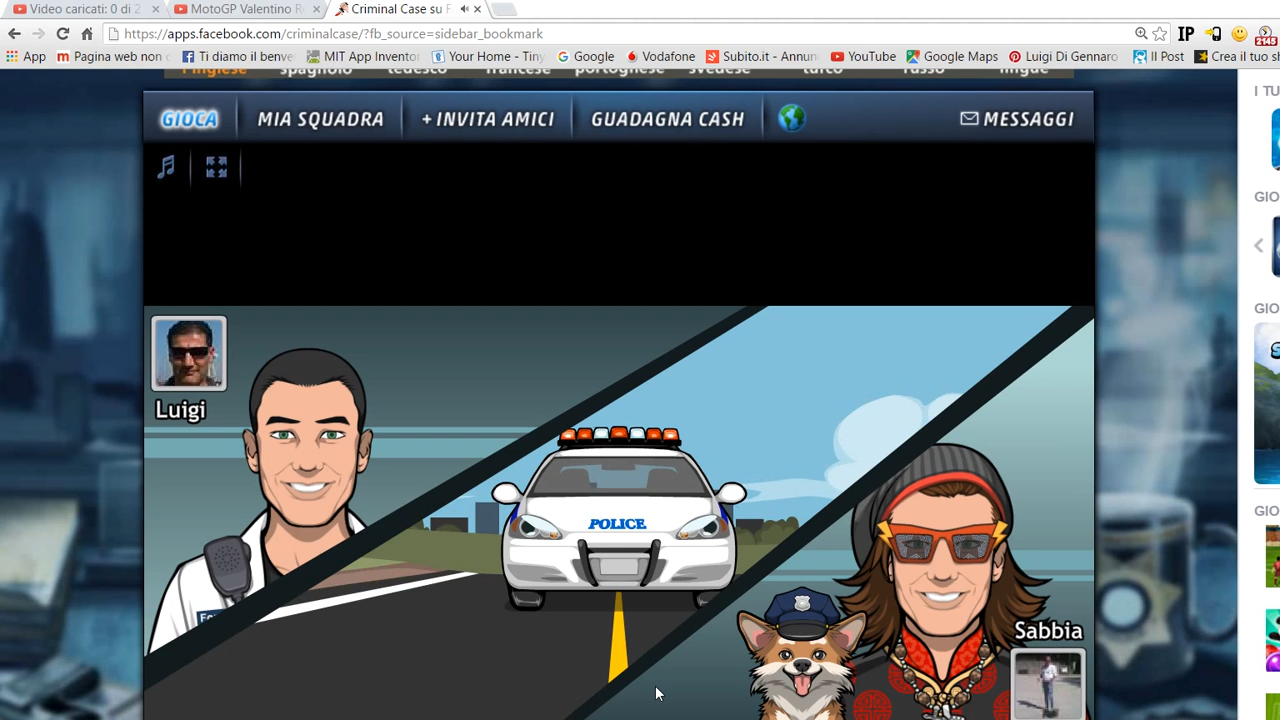 Video caricati: 0 di 2
MotoGP Valentino R
Criminal Case su F
https://apps.facebook.com/criminalcase/?fb_source=sidebar_bookmark
IP
2145
App
Pagina web non
Ti diamo il benve
MIT App Inventor
Your Home - Tiny
Google
Vodafone
Subito.it - Annun
YouTube
Google Maps
Luigi Di Gennaro
Il Post
Crea il tuo s
l'inglese spagnolo tedesco francese portoghese svedese turco russo lingue
GIOCA
MIA SQUADRA
+ INVITA AMICI
GUADAGNA CASH
MESSAGGI
I TU
GIO
GIO
GIO
Luigi
POLICE
Sabbia